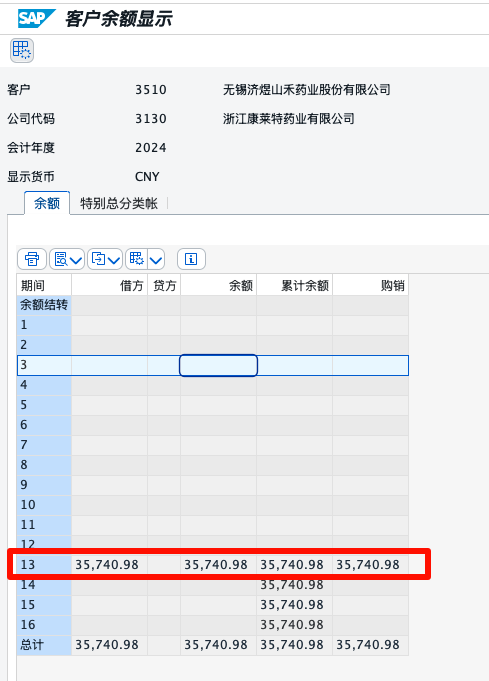 SAP 客户余额显示
客户 3510 无锡济煜山禾药业股份有限公司
公司代码 3130 浙江康莱特药业有限公司
会计年度 2024
显示货币 CNY
余额 特别总分类帐
期间 借方 贷方 余额 累计余额 购销
余额结转
1
2
3
4
5
6
7
8
9
10
11
12
13 35,740.98 35,740.98 35,740.98 35,740.98
14 35,740.98
15 35,740.98
16 35,740.98
总计 35,740.98 35,740.98 35,740.98 35,740.98